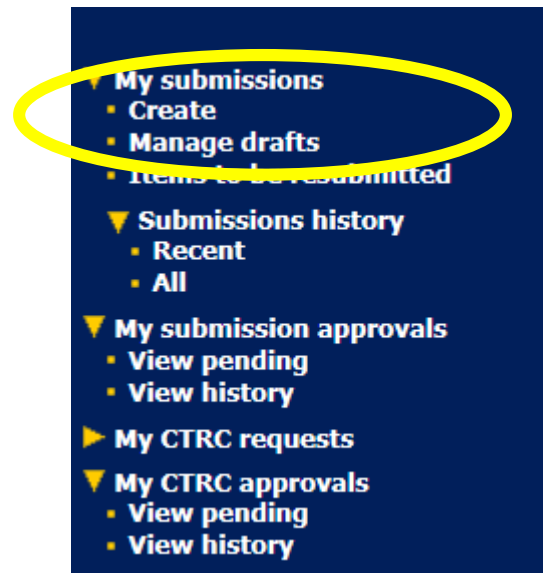 My submissions
Create
Manage drafts
Items to be resubmitted
Submissions history
Recent
All
My submission approvals
View pending
View history
My CTRC requests
My CTRC approvals
View pending
View history